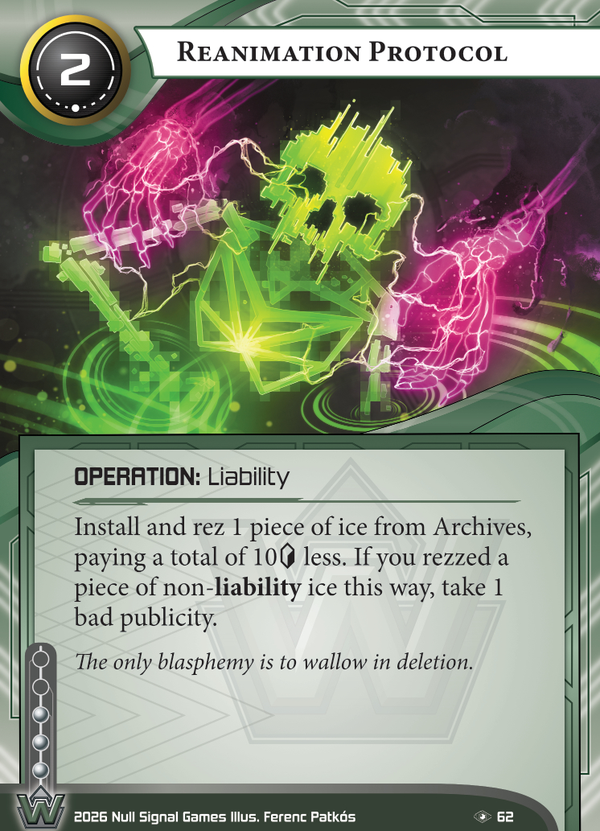 2
Reanimation Protocol
OPERATION: Liability
Install and rez 1 piece of ice from Archives,
paying a total of 10 less. If you rezzed a
piece of non-liability ice this way, take 1
bad publicity.
The only blasphemy is to wallow in deletion.
2026 Null Signal Games Illus. Ferenc Patkós
62